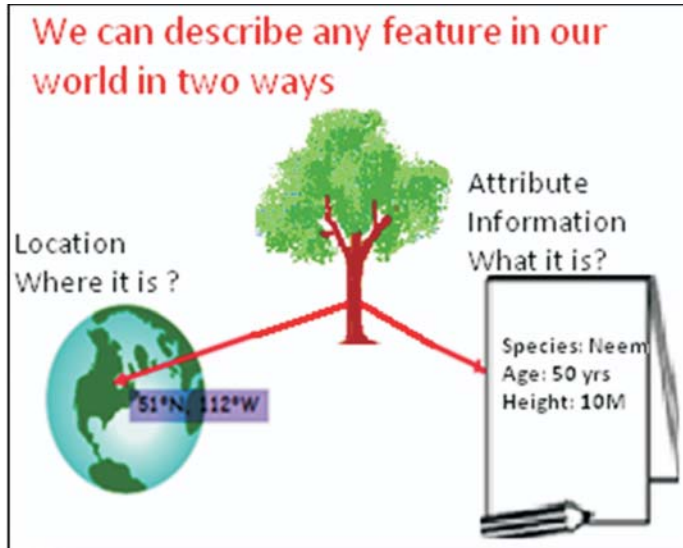 We can describe any feature in our
world in two ways
Attribute
Information
What it is?
Location
Where it is ?
Species: Neem
Age: 50 yrs
Height: 10M
51°N, 112°W